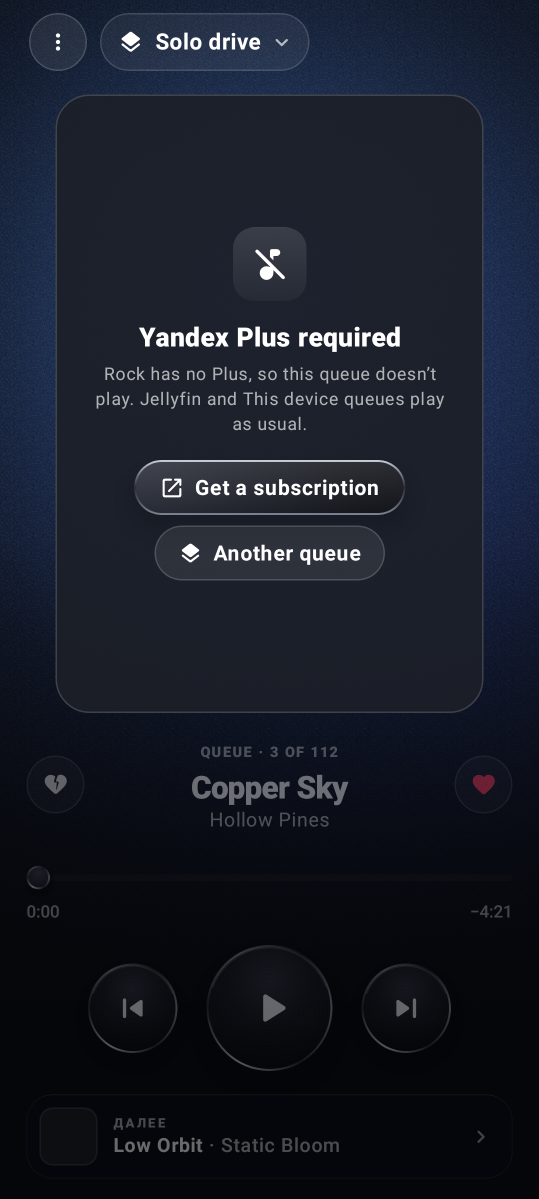 Solo drive
Yandex Plus required
Rock has no Plus, so this queue doesn’t
play. Jellyfin and This device queues play
as usual.
Get a subscription
Another queue
QUEUE · 3 OF 112
Copper Sky
Hollow Pines
0:00
−4:21
ДАЛЕЕ
Low Orbit · Static Bloom